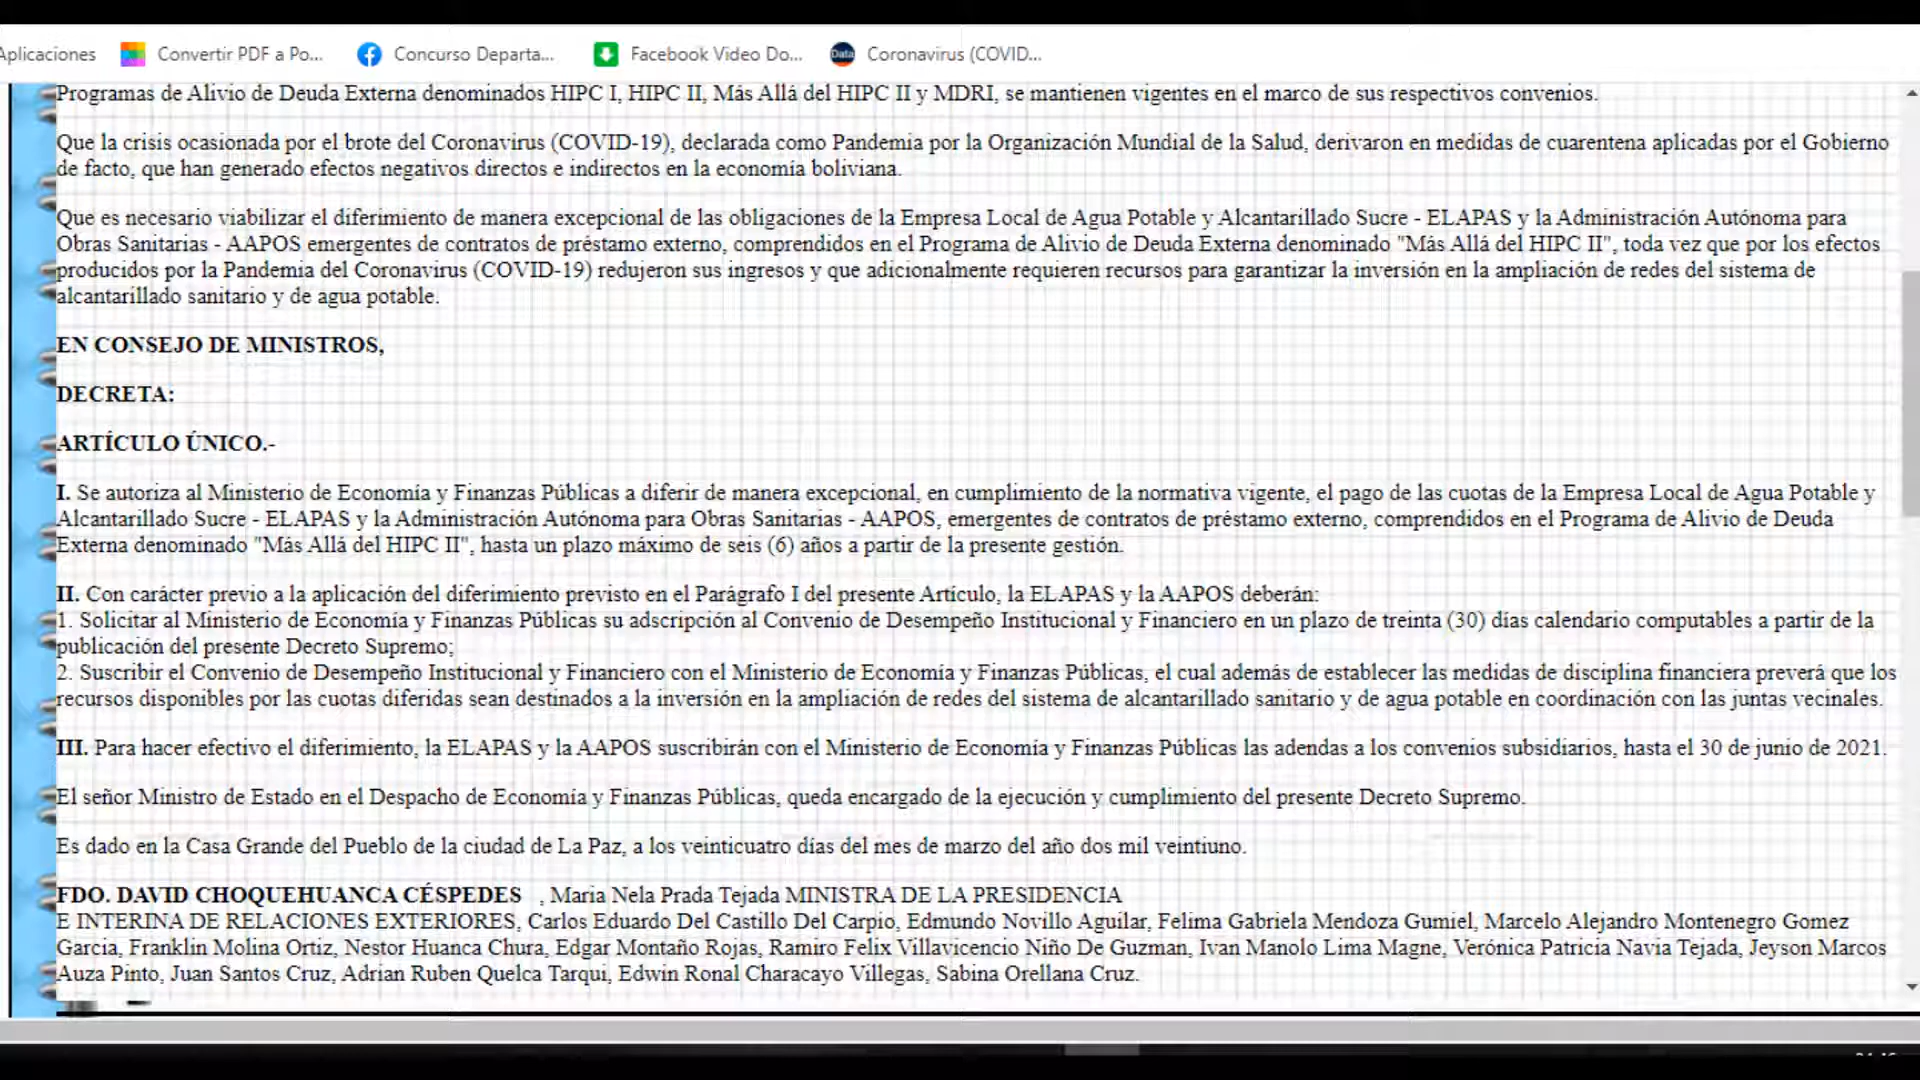 Aplicaciones Convertir PDF a Po... Concurso Departa... Facebook Video Do... Data Coronavirus (COVID...
Programas de Alivio de Deuda Externa denominados HIPC I, HIPC II, Más Allá del HIPC II y MDRI, se mantienen vigentes en el marco de sus respectivos convenios.
Que la crisis ocasionada por el brote del Coronavirus (COVID-19), declarada como Pandemia por la Organización Mundial de la Salud, derivaron en medidas de cuarentena aplicadas por el Gobierno
de facto, que han generado efectos negativos directos e indirectos en la economía boliviana.
Que es necesario viabilizar el diferimiento de manera excepcional de las obligaciones de la Empresa Local de Agua Potable y Alcantarillado Sucre - ELAPAS y la Administración Autónoma para
Obras Sanitarias - AAPOS emergentes de contratos de préstamo externo, comprendidos en el Programa de Alivio de Deuda Externa denominado "Más Allá del HIPC II", toda vez que por los efectos
producidos por la Pandemia del Coronavirus (COVID-19) redujeron sus ingresos y que adicionalmente requieren recursos para garantizar la inversión en la ampliación de redes del sistema de
alcantarillado sanitario y de agua potable.
EN CONSEJO DE MINISTROS,
DECRETA:
ARTÍCULO ÚNICO.-
I. Se autoriza al Ministerio de Economía y Finanzas Públicas a diferir de manera excepcional, en cumplimiento de la normativa vigente, el pago de las cuotas de la Empresa Local de Agua Potable y
Alcantarillado Sucre - ELAPAS y la Administración Autónoma para Obras Sanitarias - AAPOS, emergentes de contratos de préstamo externo, comprendidos en el Programa de Alivio de Deuda
Externa denominado "Más Allá del HIPC II", hasta un plazo máximo de seis (6) años a partir de la presente gestión.
II. Con carácter previo a la aplicación del diferimiento previsto en el Parágrafo I del presente Artículo, la ELAPAS y la AAPOS deberán:
1. Solicitar al Ministerio de Economía y Finanzas Públicas su adscripción al Convenio de Desempeño Institucional y Financiero en un plazo de treinta (30) días calendario computables a partir de la
publicación del presente Decreto Supremo;
2. Suscribir el Convenio de Desempeño Institucional y Financiero con el Ministerio de Economía y Finanzas Públicas, el cual además de establecer las medidas de disciplina financiera preverá que los
recursos disponibles por las cuotas diferidas sean destinados a la inversión en la ampliación de redes del sistema de alcantarillado sanitario y de agua potable en coordinación con las juntas vecinales.
III. Para hacer efectivo el diferimiento, la ELAPAS y la AAPOS suscribirán con el Ministerio de Economía y Finanzas Públicas las adendas a los convenios subsidiarios, hasta el 30 de junio de 2021.
El señor Ministro de Estado en el Despacho de Economía y Finanzas Públicas, queda encargado de la ejecución y cumplimiento del presente Decreto Supremo.
Es dado en la Casa Grande del Pueblo de la ciudad de La Paz, a los veinticuatro días del mes de marzo del año dos mil veintiuno.
FDO. DAVID CHOQUEHUANCA CÉSPEDES , Maria Nela Prada Tejada MINISTRA DE LA PRESIDENCIA
E INTERINA DE RELACIONES EXTERIORES, Carlos Eduardo Del Castillo Del Carpio, Edmundo Novillo Aguilar, Felima Gabriela Mendoza Gumiel, Marcelo Alejandro Montenegro Gomez
Garcia, Franklin Molina Ortiz, Nestor Huanca Chura, Edgar Montaño Rojas, Ramiro Felix Villavicencio Niño De Guzman, Ivan Manolo Lima Magne, Verónica Patricia Navia Tejada, Jeyson Marcos
Auza Pinto, Juan Santos Cruz, Adrian Ruben Quelca Tarqui, Edwin Ronal Characayo Villegas, Sabina Orellana Cruz.